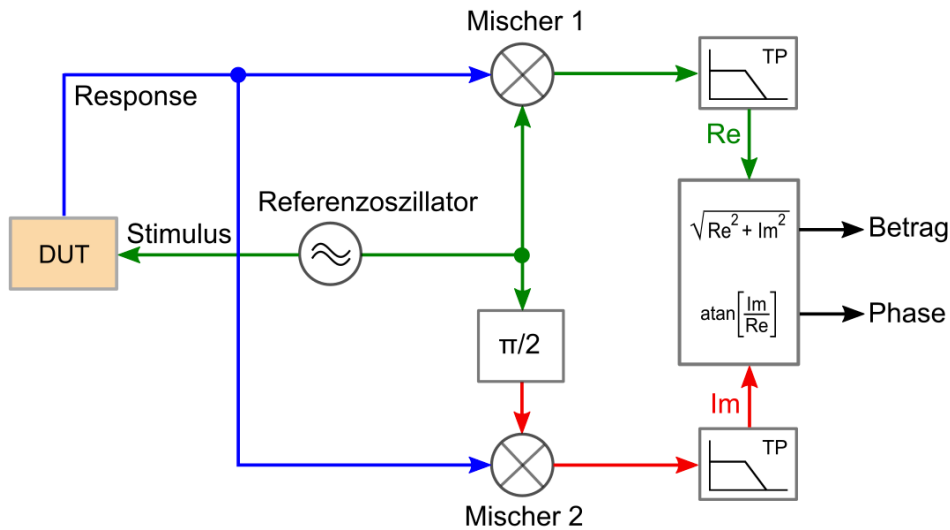 Mischer 1
TP
Response
Re
Referenzoszillator
Stimulus
DUT
√Re² + Im²
Betrag
atan[Im/Re]
Phase
π/2
Im
TP
Mischer 2